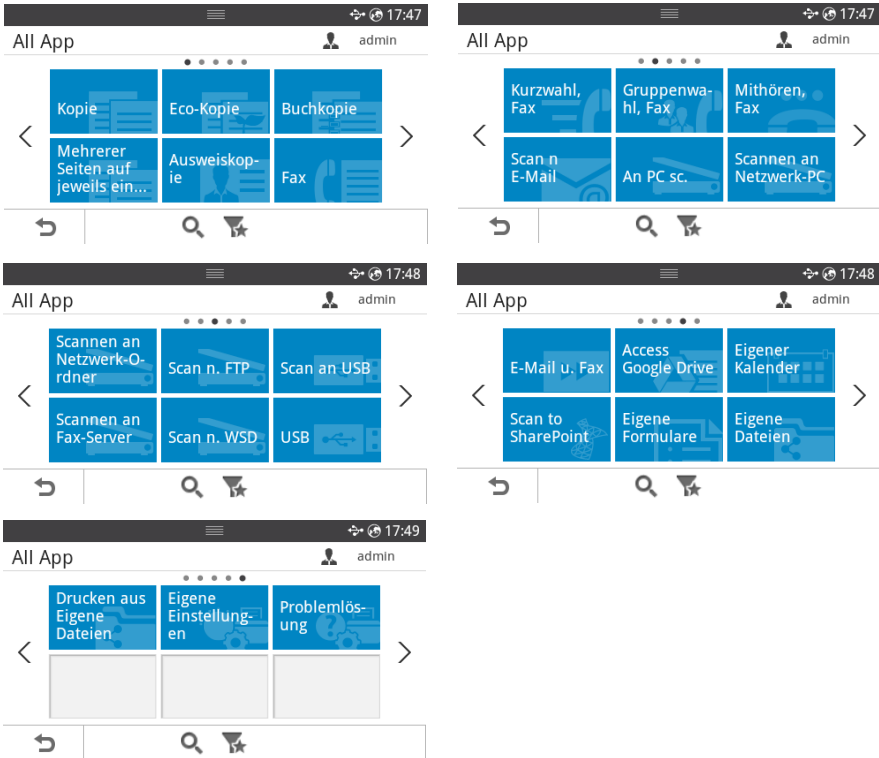 17:47
All App admin
Kopie
Eco-Kopie
Buchkopie
Mehrerer
Seiten auf
jeweils ein...
Ausweiskop-
ie
Fax
17:47
All App admin
Kurzwahl,
Fax
Gruppenwa-
hl, Fax
Mithören,
Fax
Scan n
E-Mail
An PC sc.
Scannen an
Netzwerk-PC
17:48
All App admin
Scannen an
Netzwerk-O-
rdner
Scan n. FTP
Scan an USB
Scannen an
Fax-Server
Scan n. WSD
USB
17:48
All App admin
E-Mail u. Fax
Access
Google Drive
Eigener
Kalender
Scan to
SharePoint
Eigene
Formulare
Eigene
Dateien
17:49
All App admin
Drucken aus
Eigene
Dateien
Eigene
Einstellung-
en
Problemlös-
ung